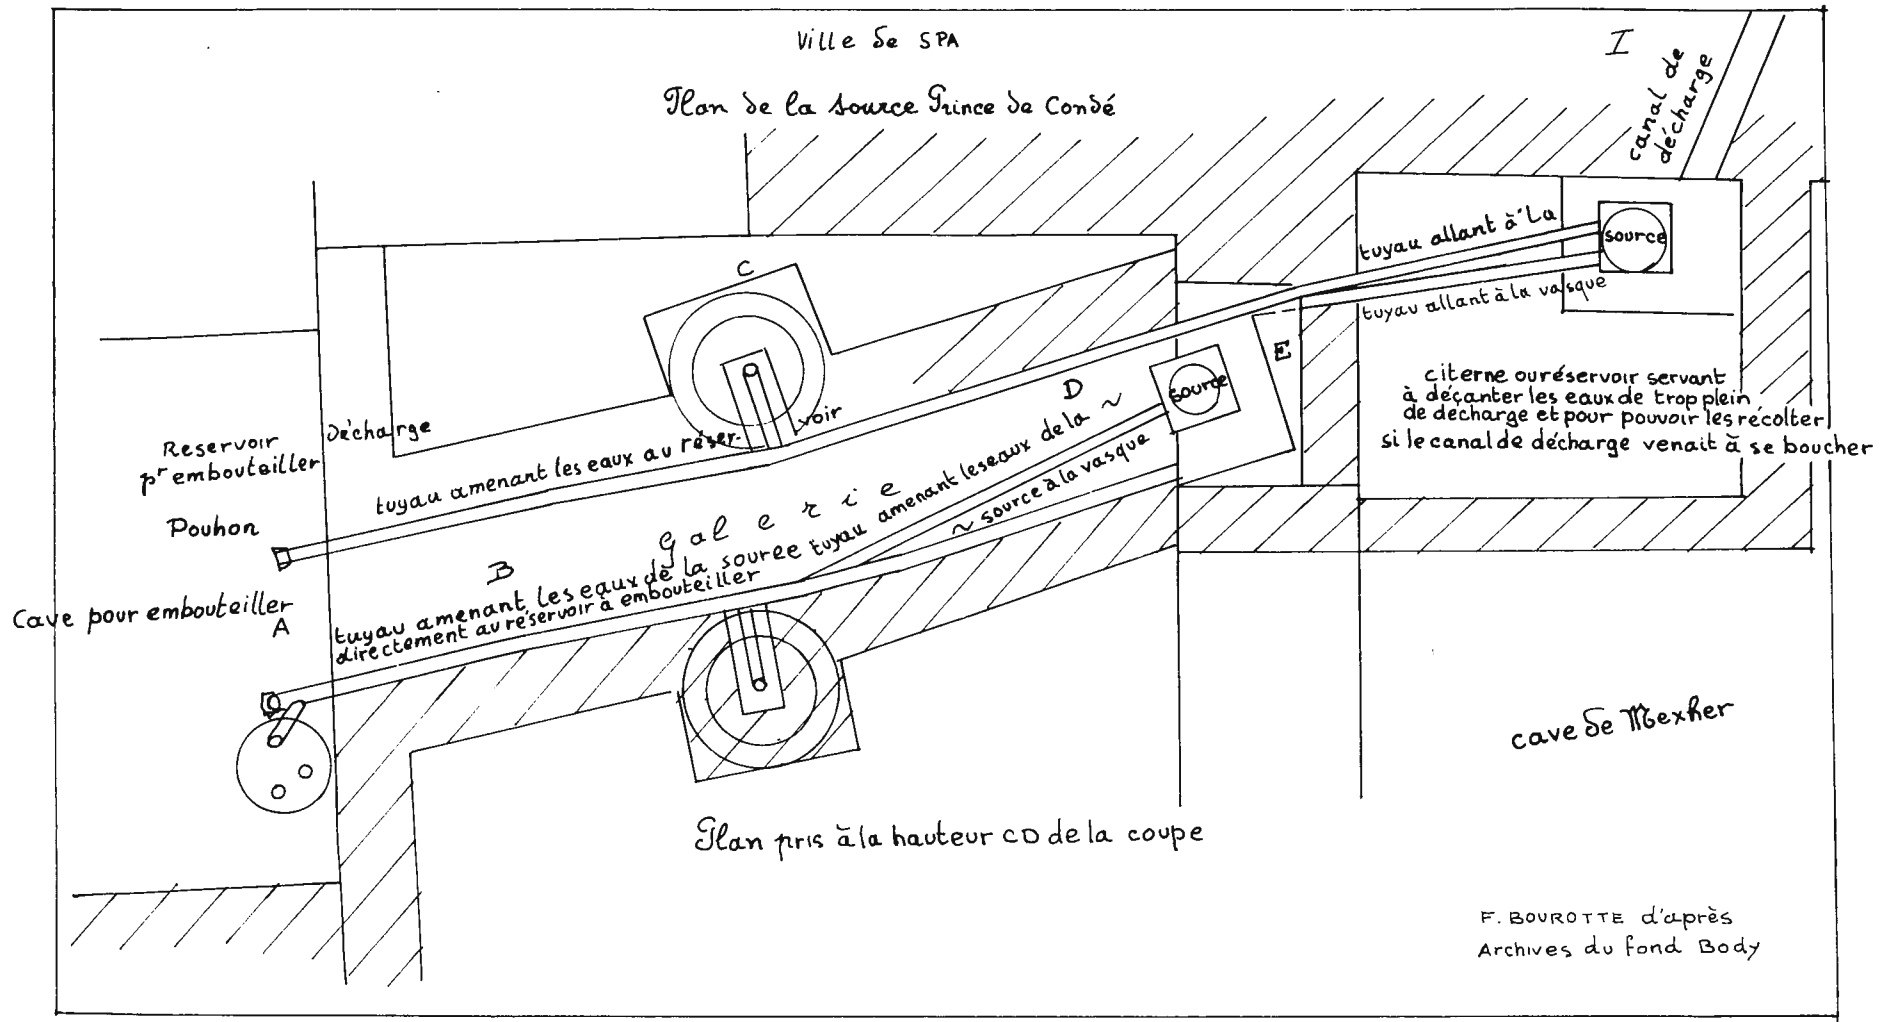 Ville de SPA
Plan de la source Prince de Condé
I
canal de
décharge
C
source
tuyau allant à la
tuyau allant à la vasque
E
D
source
citerne ou réservoir servant
à déçanter les eaux de trop plein
de décharge et pour pouvoir les récolter
si le canal de décharge venait à se boucher
Décharge
Reservoir
pr embouteiller
tuyau amenant les eaux au réser-
voir
Pouhon
Galerie
tuyau amenant les eaux de la ~
~ source à la vasque
B
tuyau amenant les eaux de la source
directement au réservoir à embouteiller
Cave pour embouteiller
A
cave de Mexher
Plan pris à la hauteur CD de la coupe
F. BOUROTTE d'après
Archives du fond Body